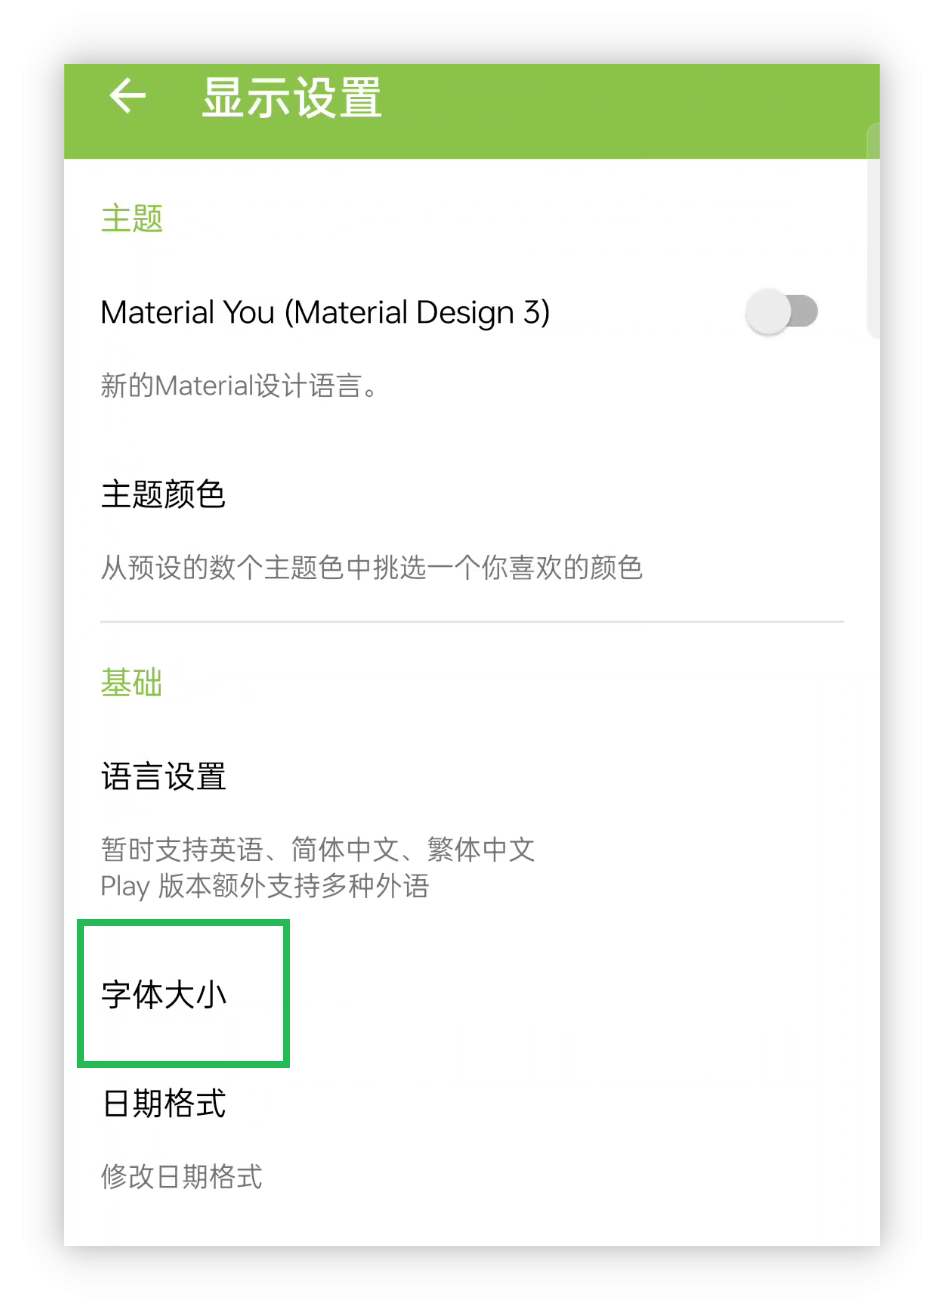 显示设置
主题
Material You (Material Design 3)
新的Material设计语言。
主题颜色
从预设的数个主题色中挑选一个你喜欢的颜色
基础
语言设置
暂时支持英语、简体中文、繁体中文
Play 版本额外支持多种外语
字体大小
日期格式
修改日期格式